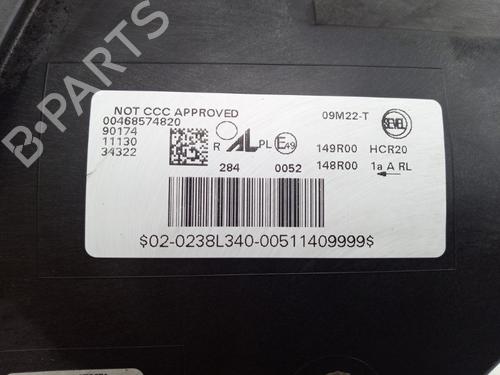 NOT CCC APPROVED
00468574820
90174
11130
34322
R AL PL E49
284 0052
09M22-T SEVEL
149R00 HCR20
148R00 1a A RL
$02-0238L340-00511409999$
B-PARTS